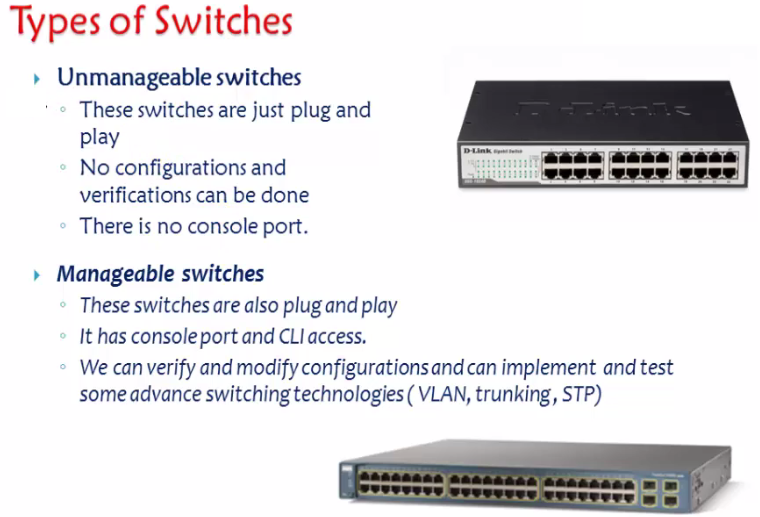 Types of Switches
Unmanageable switches
These switches are just plug and
play
No configurations and
verifications can be done
There is no console port.
D-Link
D-Link Gigabit Switch
Manageable switches
These switches are also plug and play
It has console port and CLI access.
We can verify and modify configurations and can implement and test
some advance switching technologies ( VLAN, trunking , STP)